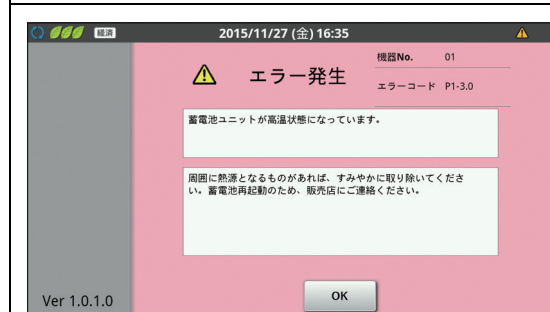 経済 2015/11/27 (金) 16:35
機器No. 01
エラー発生
エラーコード P1-3.0
蓄電池ユニットが高温状態になっています。
周囲に熱源となるものがあれば、すみやかに取り除いてくださ
い。蓄電池再起動のため、販売店にご連絡ください。
OK
Ver 1.0.1.0